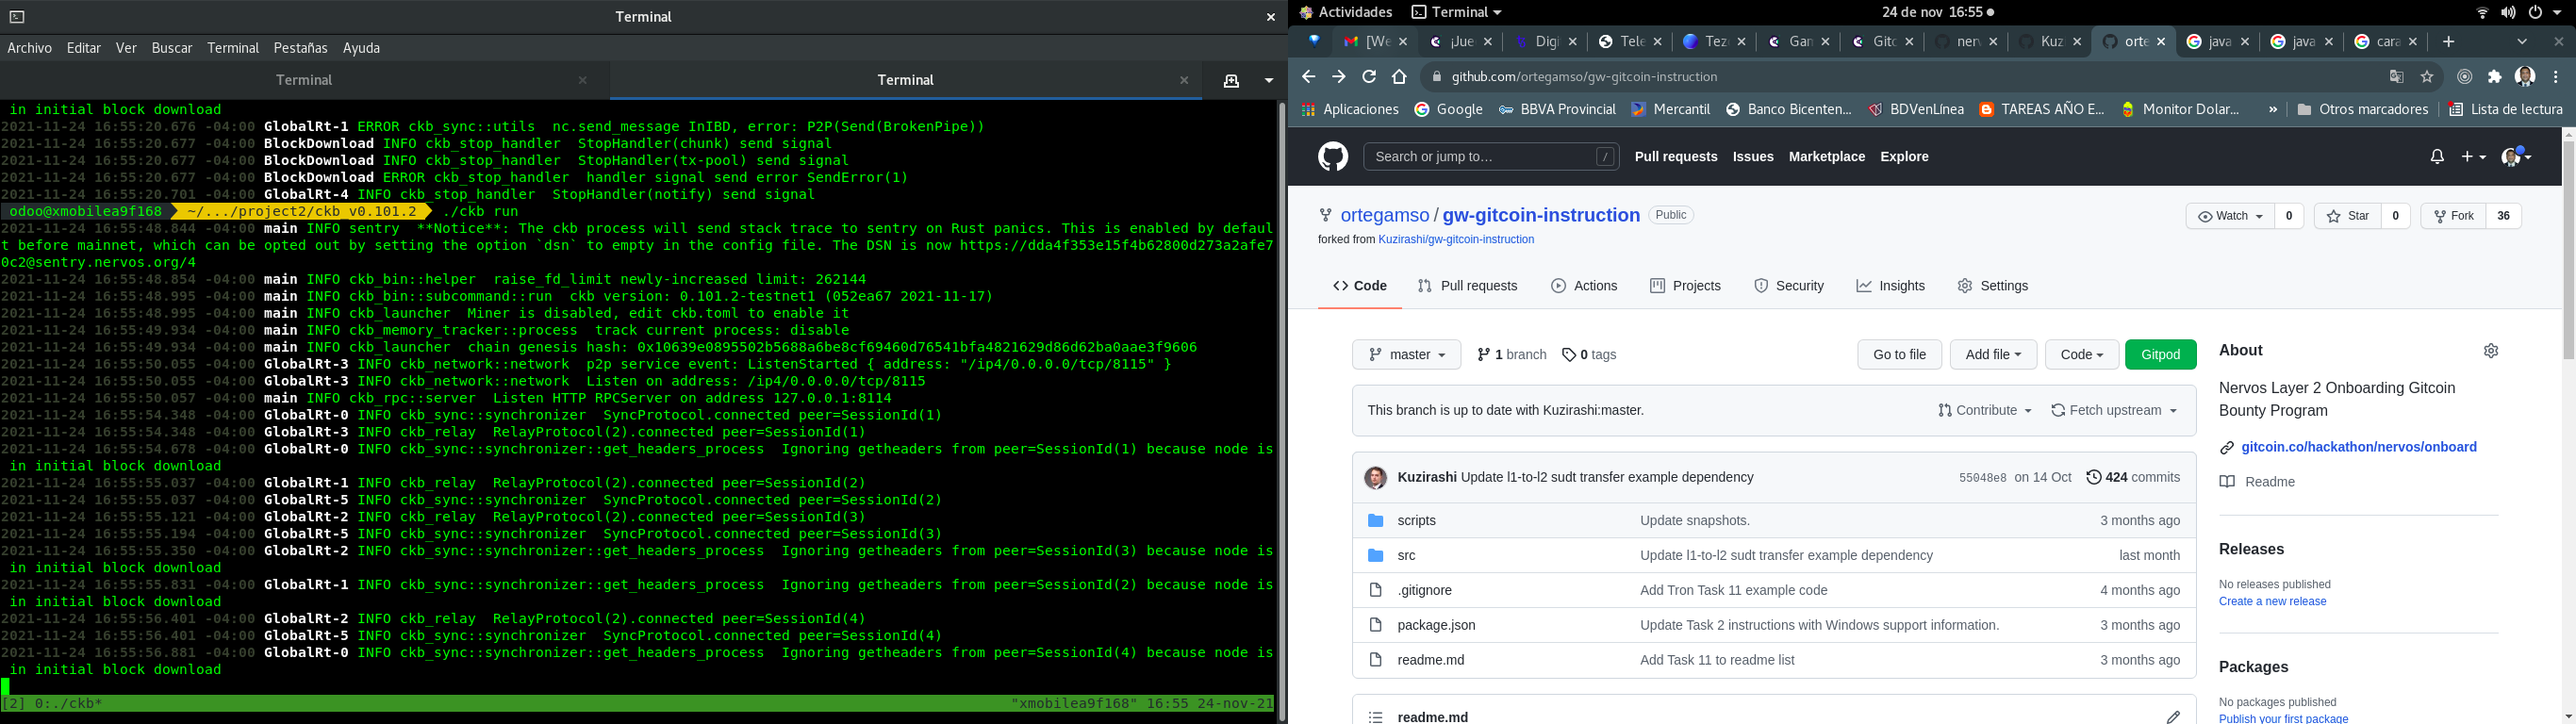 Terminal
Archivo Editar Ver Buscar Terminal Pestañas Ayuda
Terminal Terminal
in initial block download
2021-11-24 16:55:20.676 -04:00 GlobalRt-1 ERROR ckb_sync::utils  nc.send_message InIBD, error: P2P(Send(BrokenPipe))
2021-11-24 16:55:20.677 -04:00 BlockDownload INFO ckb_stop_handler  StopHandler(chunk) send signal
2021-11-24 16:55:20.677 -04:00 BlockDownload INFO ckb_stop_handler  StopHandler(tx-pool) send signal
2021-11-24 16:55:20.677 -04:00 BlockDownload ERROR ckb_stop_handler  handler signal send error SendError(1)
2021-11-24 16:55:20.701 -04:00 GlobalRt-4 INFO ckb_stop_handler  StopHandler(notify) send signal
odoo@xmobilea9f168 ~/.../project2/ckb_v0.101.2 ./ckb run
2021-11-24 16:55:48.844 -04:00 main INFO sentry  **Notice**: The ckb process will send stack trace to sentry on Rust panics. This is enabled by defaul
t before mainnet, which can be opted out by setting the option `dsn` to empty in the config file. The DSN is now https://dda4f353e15f4b62800d273a2afe7
0c2@sentry.nervos.org/4
2021-11-24 16:55:48.854 -04:00 main INFO ckb_bin::helper  raise_fd_limit newly-increased limit: 262144
2021-11-24 16:55:48.995 -04:00 main INFO ckb_bin::subcommand::run  ckb version: 0.101.2-testnet1 (052ea67 2021-11-17)
2021-11-24 16:55:48.995 -04:00 main INFO ckb_launcher  Miner is disabled, edit ckb.toml to enable it
2021-11-24 16:55:49.934 -04:00 main INFO ckb_memory_tracker::process  track current process: disable
2021-11-24 16:55:49.934 -04:00 main INFO ckb_launcher  chain genesis hash: 0x10639e0895502b5688a6be8cf69460d76541bfa4821629d86d62ba0aae3f9606
2021-11-24 16:55:50.055 -04:00 GlobalRt-3 INFO ckb_network::network  p2p service event: ListenStarted { address: "/ip4/0.0.0.0/tcp/8115" }
2021-11-24 16:55:50.055 -04:00 GlobalRt-3 INFO ckb_network::network  Listen on address: /ip4/0.0.0.0/tcp/8115
2021-11-24 16:55:50.057 -04:00 main INFO ckb_rpc::server  Listen HTTP RPCServer on address 127.0.0.1:8114
2021-11-24 16:55:54.348 -04:00 GlobalRt-0 INFO ckb_sync::synchronizer  SyncProtocol.connected peer=SessionId(1)
2021-11-24 16:55:54.348 -04:00 GlobalRt-3 INFO ckb_relay  RelayProtocol(2).connected peer=SessionId(1)
2021-11-24 16:55:54.678 -04:00 GlobalRt-0 INFO ckb_sync::synchronizer::get_headers_process  Ignoring getheaders from peer=SessionId(1) because node is
in initial block download
2021-11-24 16:55:55.037 -04:00 GlobalRt-1 INFO ckb_relay  RelayProtocol(2).connected peer=SessionId(2)
2021-11-24 16:55:55.037 -04:00 GlobalRt-5 INFO ckb_sync::synchronizer  SyncProtocol.connected peer=SessionId(2)
2021-11-24 16:55:55.121 -04:00 GlobalRt-2 INFO ckb_relay  RelayProtocol(2).connected peer=SessionId(3)
2021-11-24 16:55:55.194 -04:00 GlobalRt-5 INFO ckb_sync::synchronizer  SyncProtocol.connected peer=SessionId(3)
2021-11-24 16:55:55.350 -04:00 GlobalRt-2 INFO ckb_sync::synchronizer::get_headers_process  Ignoring getheaders from peer=SessionId(3) because node is
in initial block download
2021-11-24 16:55:55.831 -04:00 GlobalRt-1 INFO ckb_sync::synchronizer::get_headers_process  Ignoring getheaders from peer=SessionId(2) because node is
in initial block download
2021-11-24 16:55:56.401 -04:00 GlobalRt-2 INFO ckb_relay  RelayProtocol(2).connected peer=SessionId(4)
2021-11-24 16:55:56.401 -04:00 GlobalRt-5 INFO ckb_sync::synchronizer  SyncProtocol.connected peer=SessionId(4)
2021-11-24 16:55:56.881 -04:00 GlobalRt-0 INFO ckb_sync::synchronizer::get_headers_process  Ignoring getheaders from peer=SessionId(4) because node is
in initial block download
[2] 0:./ckb* "xmobilea9f168" 16:55 24-nov-21
Actividades Terminal 24 de nov 16:55
[We ¡Jue Digi Tele Tez Gan Gitc nerv Kuz orte java java cara
github.com/ortegamso/gw-gitcoin-instruction
Aplicaciones Google BBVA Provincial Mercantil Banco Bicenten... BDVenLínea TAREAS AÑO E... Monitor Dolar... » Otros marcadores Lista de lectura
Search or jump to… / Pull requests Issues Marketplace Explore
ortegamso / gw-gitcoin-instruction Public Watch 0 Star 0 Fork 36
forked from Kuzirashi/gw-gitcoin-instruction
Code Pull requests Actions Projects Security Insights Settings
master 1 branch 0 tags Go to file Add file Code Gitpod
This branch is up to date with Kuzirashi:master. Contribute Fetch upstream
Kuzirashi Update l1-to-l2 sudt transfer example dependency 55048e8 on 14 Oct 424 commits
scripts Update snapshots. 3 months ago
src Update l1-to-l2 sudt transfer example dependency last month
.gitignore Add Tron Task 11 example code 4 months ago
package.json Update Task 2 instructions with Windows support information. 3 months ago
readme.md Add Task 11 to readme list 3 months ago
readme.md
About
Nervos Layer 2 Onboarding Gitcoin
Bounty Program
gitcoin.co/hackathon/nervos/onboard
Readme
Releases
No releases published
Create a new release
Packages
No packages published
Publish your first package